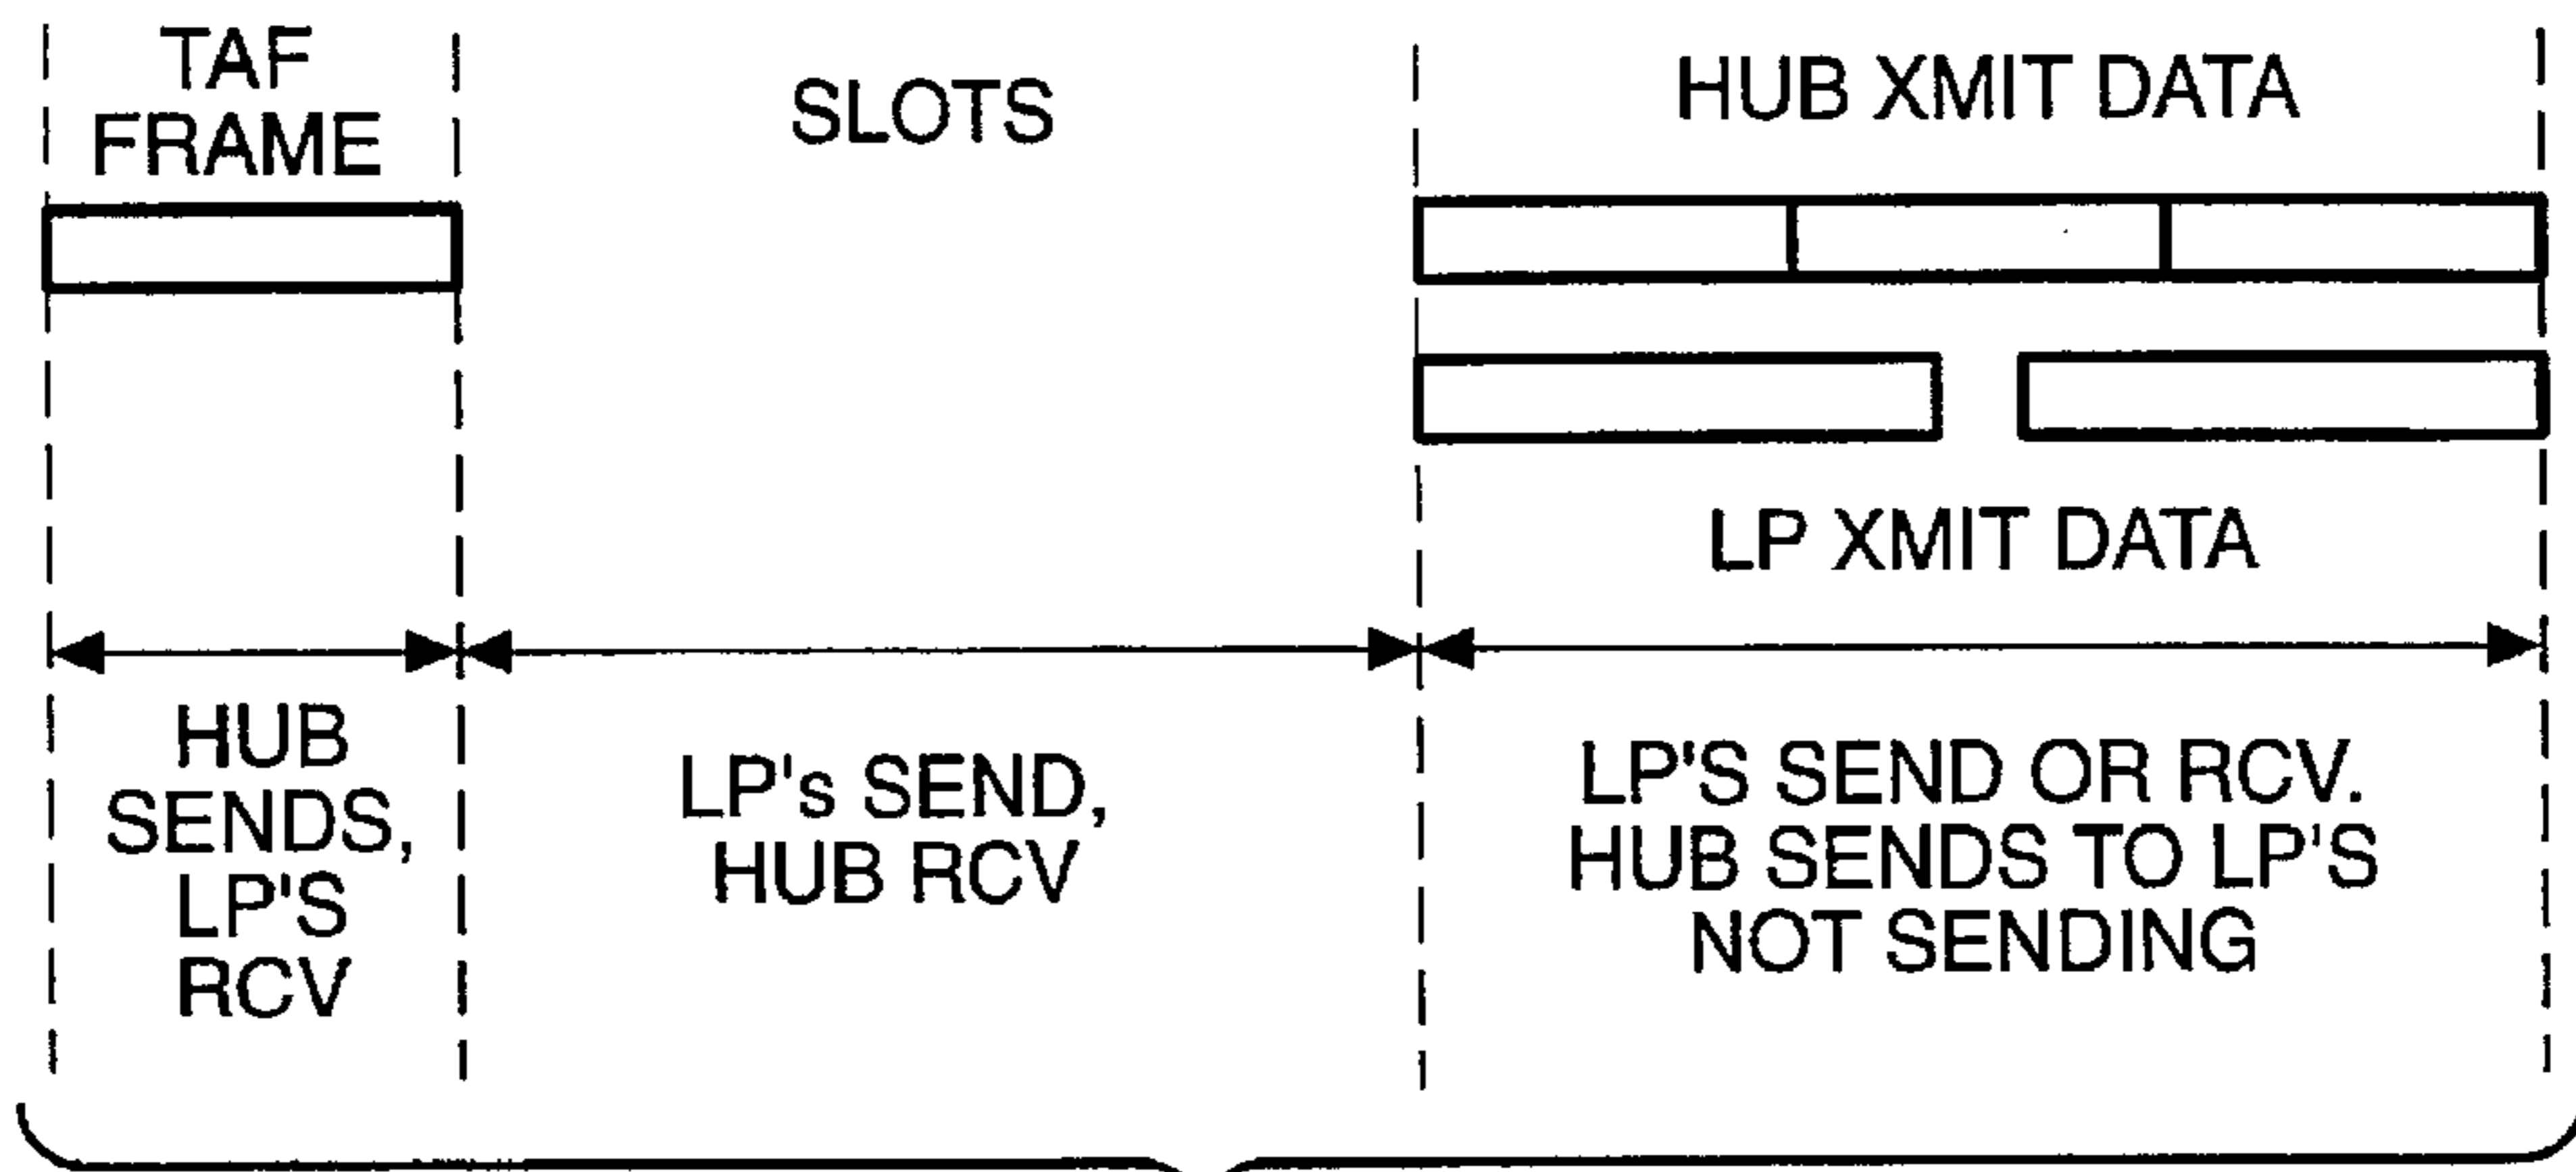 TAF
FRAME
SLOTS
HUB XMIT DATA
LP XMIT DATA
HUB
SENDS,
LP'S
RCV
LP's SEND,
HUB RCV
LP'S SEND OR RCV.
HUB SENDS TO LP'S
NOT SENDING